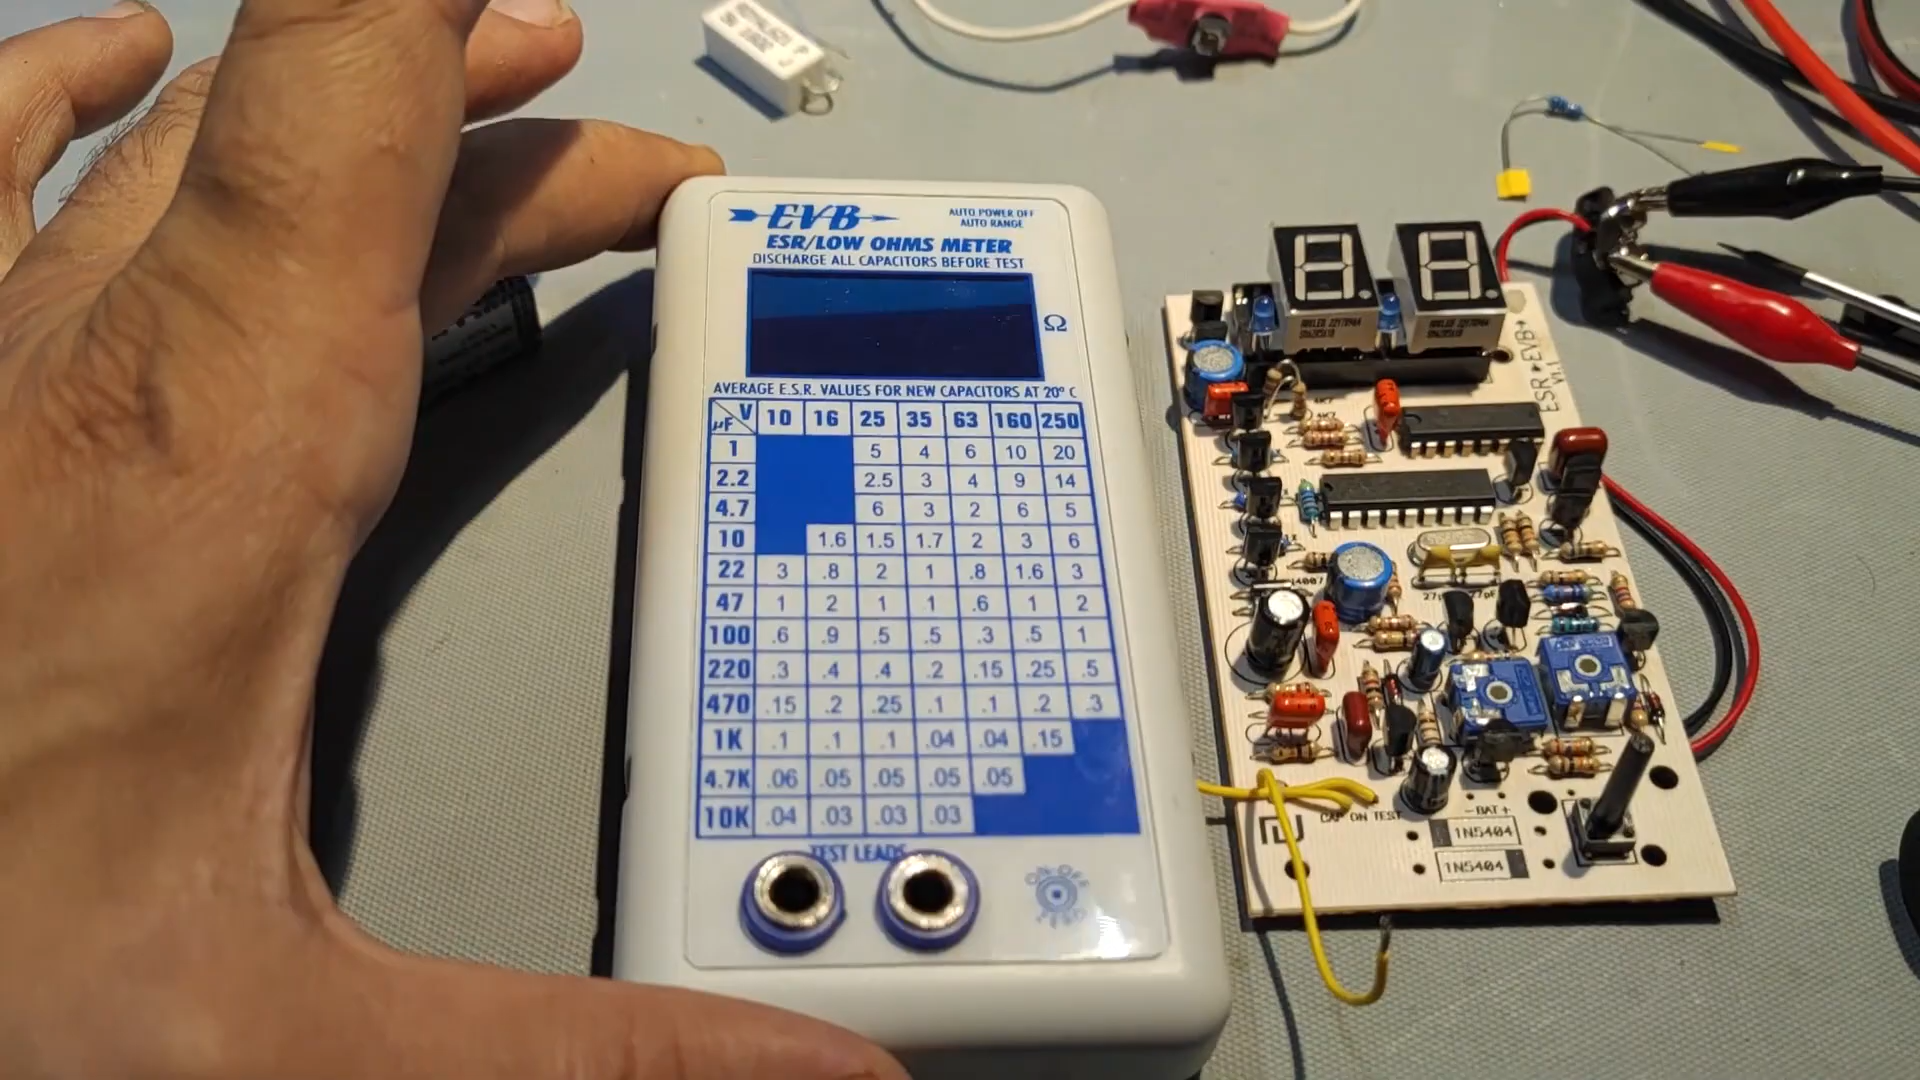 EVB
AUTO POWER OFF
AUTO RANGE
ESR/LOW OHMS METER
DISCHARGE ALL CAPACITORS BEFORE TEST
Ω
AVERAGE E.S.R. VALUES FOR NEW CAPACITORS AT 20º C
µF V 10 16 25 35 63 160 250
1 5 4 6 10 20
2.2 2.5 3 4 9 14
4.7 6 3 2 6 5
10 1.6 1.5 1.7 2 3 6
22 3 .8 2 1 .8 1.6 3
47 1 2 1 .1 .6 1 2
100 .6 .9 .5 .5 .3 .5 1
220 .3 .4 .4 .2 .15 .25 .5
470 .15 .2 .25 .1 .1 .2 .3
1K .1 .1 .1 .04 .04 .15
4.7K .06 .05 .05 .05 .05
10K .04 .03 .03 .03
TEST LEADS
ON-OFF
ESR+EVB+
V1.1
4K7
27pF
CAP ON TEST
-BAT+
1N5404
1N5404